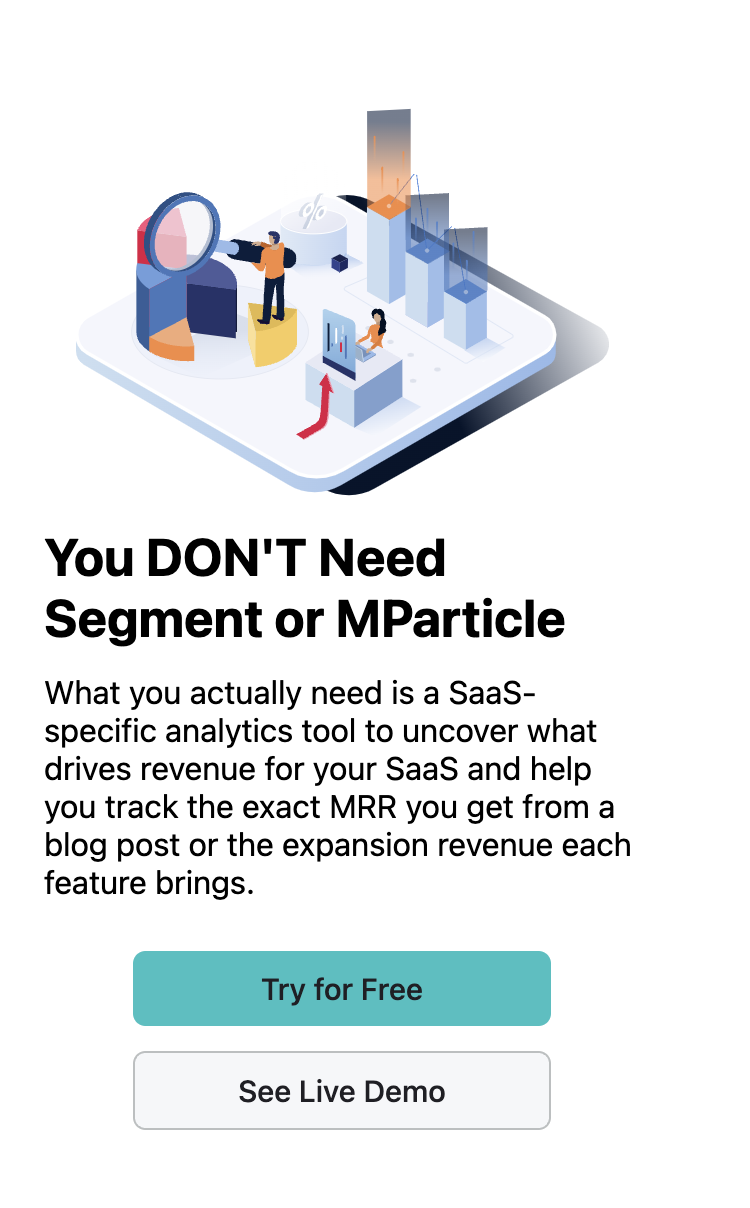 %
You DON'T Need
Segment or MParticle
What you actually need is a SaaS-
specific analytics tool to uncover what
drives revenue for your SaaS and help
you track the exact MRR you get from a
blog post or the expansion revenue each
feature brings.
Try for Free
See Live Demo